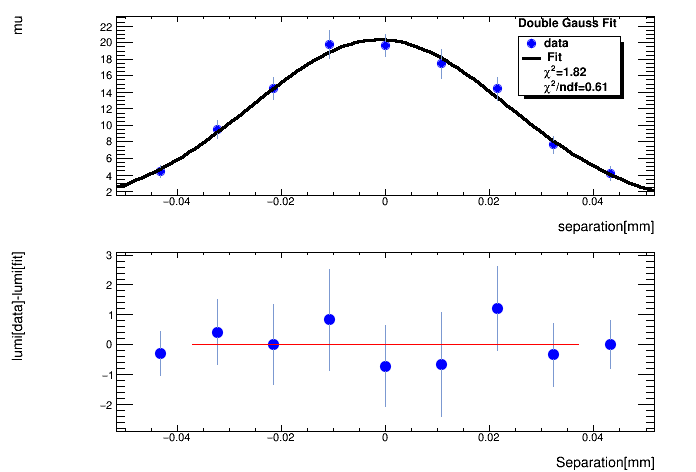 Double Gauss Fit
mu
22
20
18
16
14
12
10
8
6
4
2
data
Fit
χ²=1.82
χ²/ndf=0.61
-0.04 -0.02 0 0.02 0.04
separation[mm]
lumi[data]-lumi[fit]
3
2
1
0
-1
-2
-0.04 -0.02 0 0.02 0.04
Separation[mm]